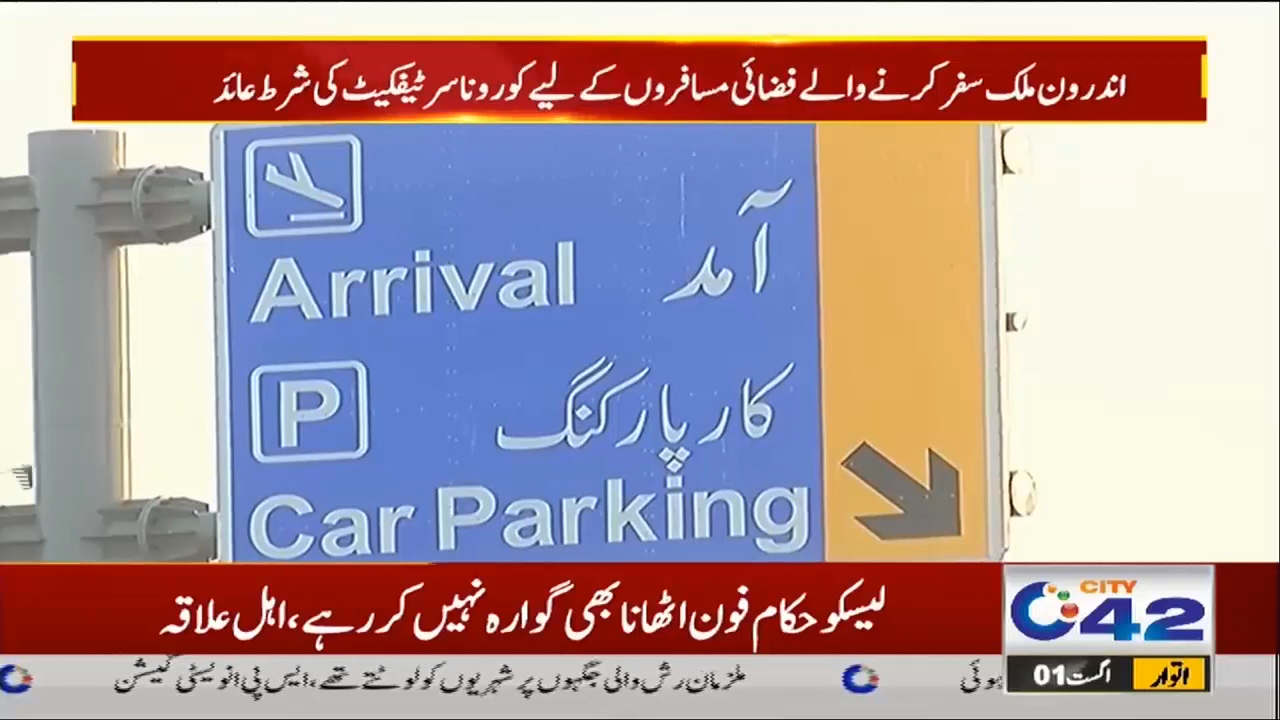 اندرون ملک سفر کرنے والے فضائی مسافروں کے لیے کورونا سرٹیفکیٹ کی شرط عائد
Arrival آمد
P کار پارکنگ
Car Parking
لیسکو حکام فون اٹھانا بھی گوارہ نہیں کر رہے، اہل علاقہ
CITY
42
ملزمان رش والی جگہوں پر شہریوں کو لوٹتے تھے، ایس پی انویسٹی گیشن
ہوئی
اتوار 01 اگست